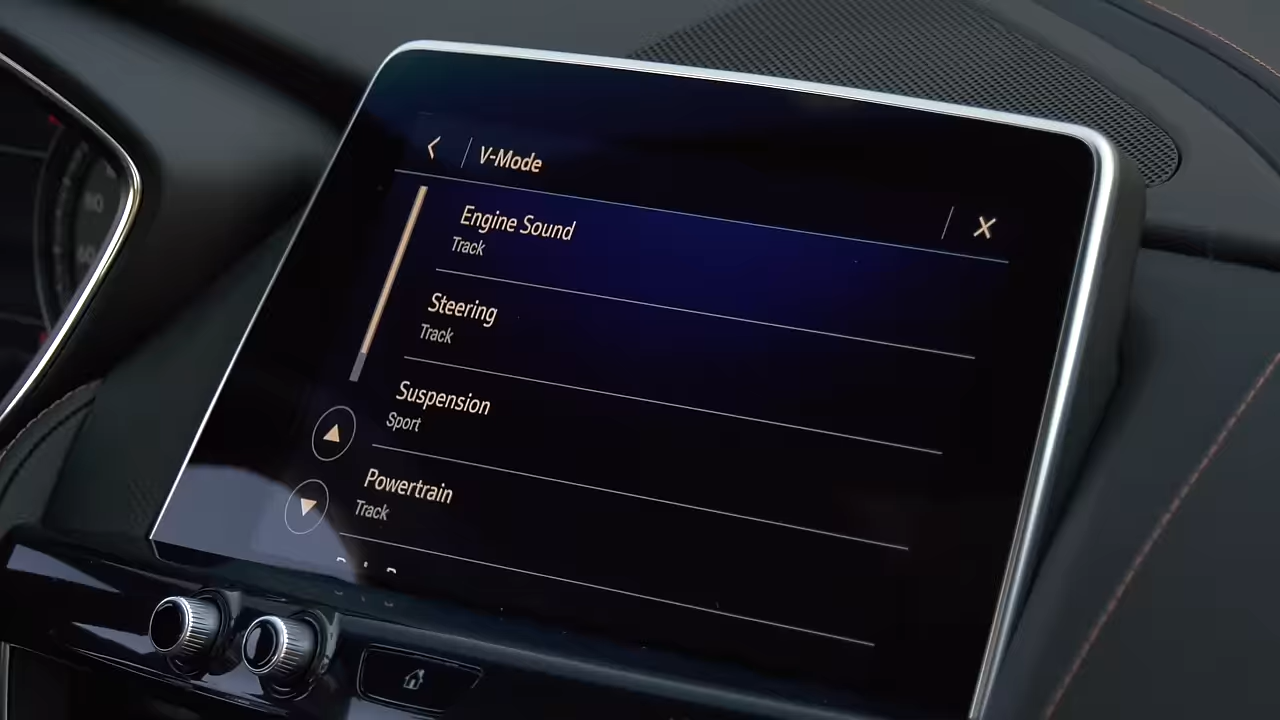 V-Mode
Engine Sound
Track
Steering
Track
Suspension
Sport
Powertrain
Track